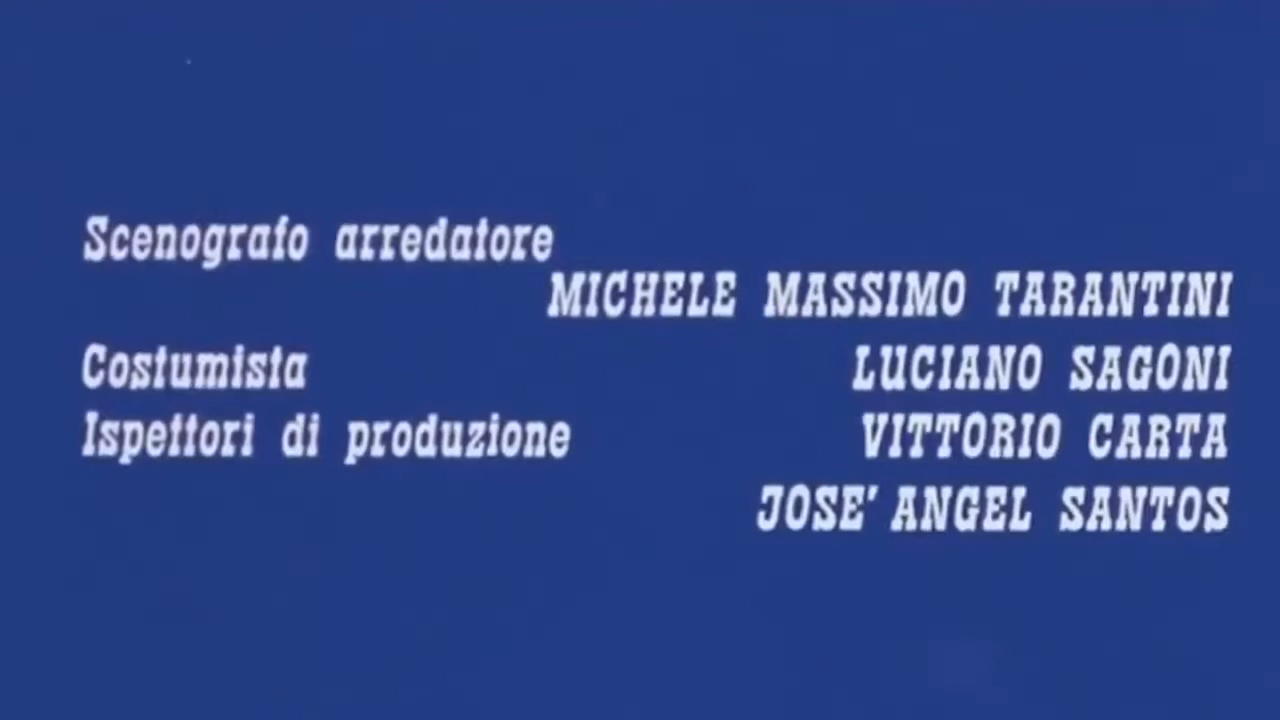 Scenografo arredatore
MICHELE MASSIMO TARANTINI
Costumista LUCIANO SAGONI
Ispettori di produzione VITTORIO CARTA
JOSE' ANGEL SANTOS